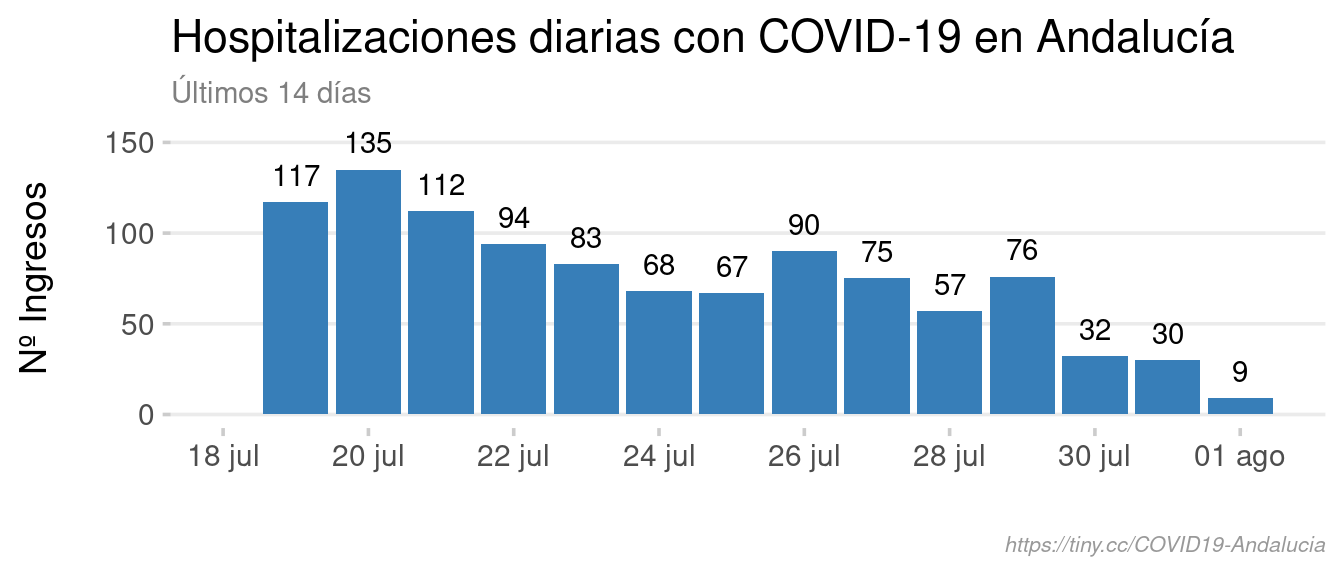 Hospitalizaciones diarias con COVID-19 en Andalucía
Últimos 14 días
Nº Ingresos
150
100
50
0
117
135
112
94
83
68
67
90
75
57
76
32
30
9
18 jul
20 jul
22 jul
24 jul
26 jul
28 jul
30 jul
01 ago
https://tiny.cc/COVID19-Andalucia